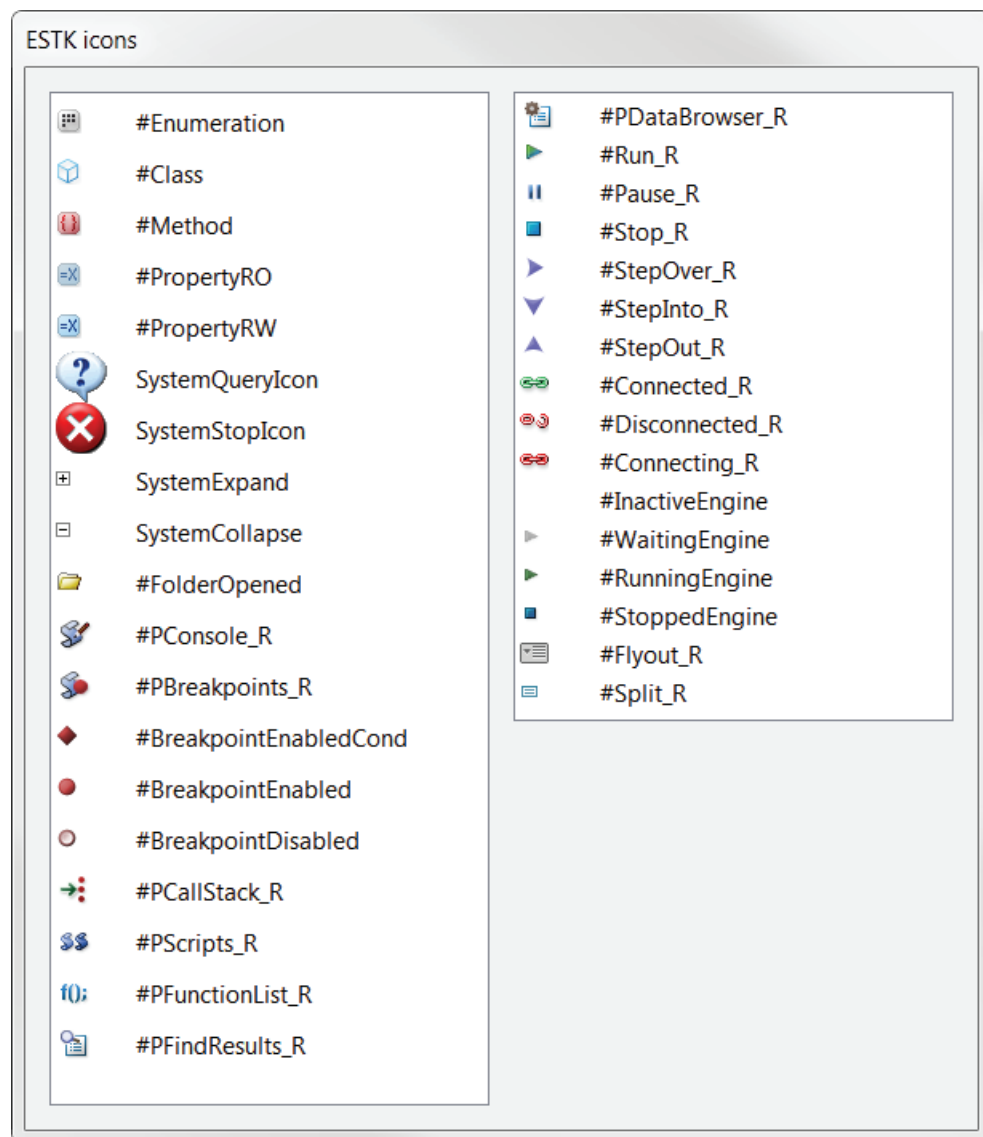 ESTK icons
#Enumeration
#Class
#Method
#PropertyRO
#PropertyRW
SystemQueryIcon
SystemStopIcon
SystemExpand
SystemCollapse
#FolderOpened
#PConsole_R
#PBreakpoints_R
#BreakpointEnabledCond
#BreakpointEnabled
#BreakpointDisabled
#PCallStack_R
#PScripts_R
f(); #PFunctionList_R
#PFindResults_R
#PDataBrowser_R
#Run_R
#Pause_R
#Stop_R
#StepOver_R
#StepInto_R
#StepOut_R
#Connected_R
#Disconnected_R
#Connecting_R
#InactiveEngine
#WaitingEngine
#RunningEngine
#StoppedEngine
#Flyout_R
#Split_R